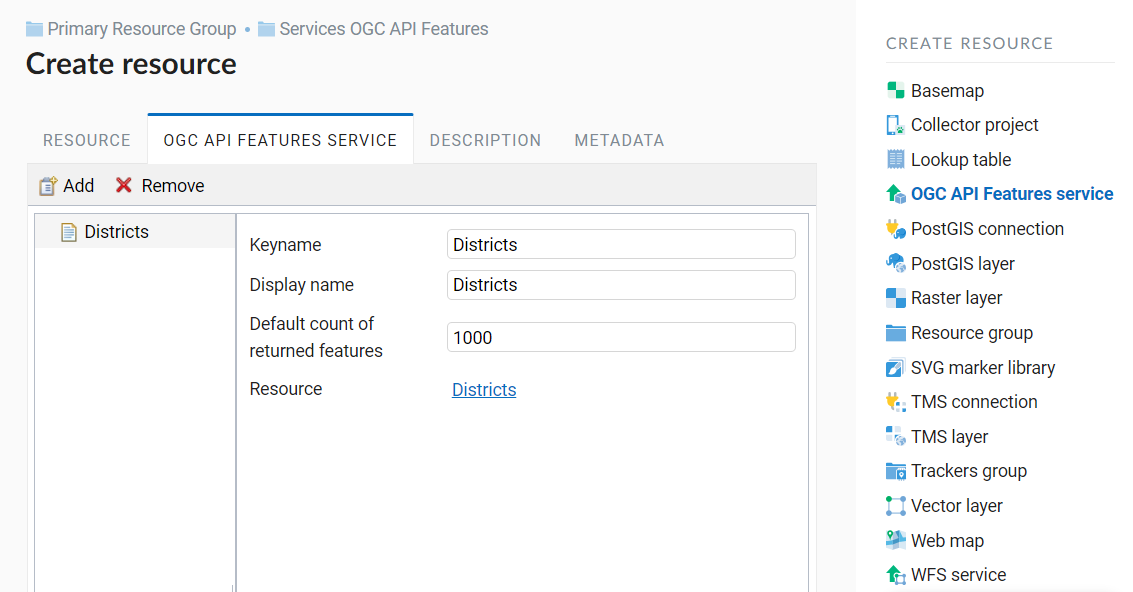 Primary Resource Group • Services OGC API Features
Create resource
RESOURCE
OGC API FEATURES SERVICE
DESCRIPTION
METADATA
Add
Remove
Districts
Keyname
Districts
Display name
Districts
Default count of
returned features
1000
Resource
Districts
CREATE RESOURCE
Basemap
Collector project
Lookup table
OGC API Features service
PostGIS connection
PostGIS layer
Raster layer
Resource group
SVG marker library
TMS connection
TMS layer
Trackers group
Vector layer
Web map
WFS service